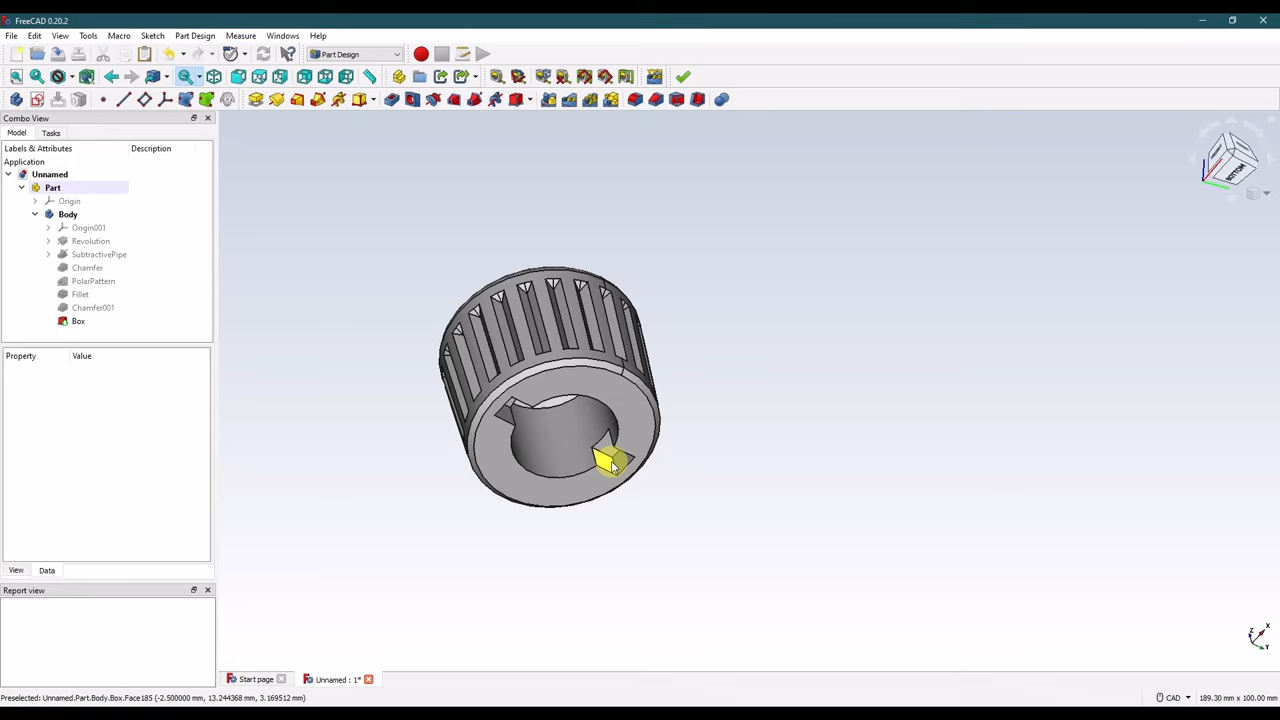 FreeCAD 0.20.2
File Edit View Tools Macro Sketch Part Design Measure Windows Help
Part Design
Combo View
Model Tasks
Labels & Attributes Description
Application
Unnamed
Part
Origin
Body
Origin001
Revolution
SubtractivePipe
Chamfer
PolarPattern
Fillet
Chamfer001
Box
Property Value
View Data
Report view
BOTTOM
Z X
Y
Start page Unnamed : 1*
Preselected: Unnamed.Part.Body.Box.Face185 (-2.500000 mm, 13.244368 mm, 3.169512 mm) CAD 189.30 mm x 100.00 mm